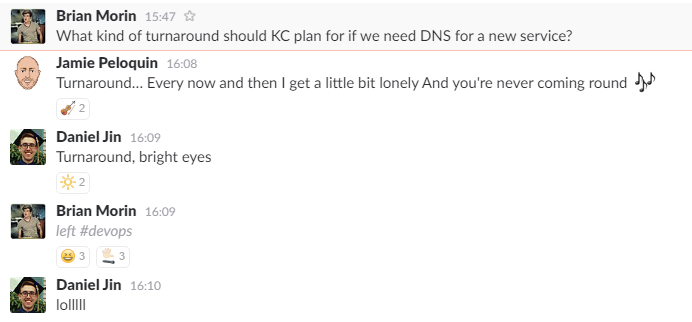 Brian Morin 15:47
What kind of turnaround should KC plan for if we need DNS for a new service?
Jamie Peloquin 16:08
Turnaround... Every now and then I get a little bit lonely And you're never coming round 🎶
2
Daniel Jin 16:09
Turnaround, bright eyes
2
Brian Morin 16:09
left #devops
3 3
Daniel Jin 16:10
lolllll